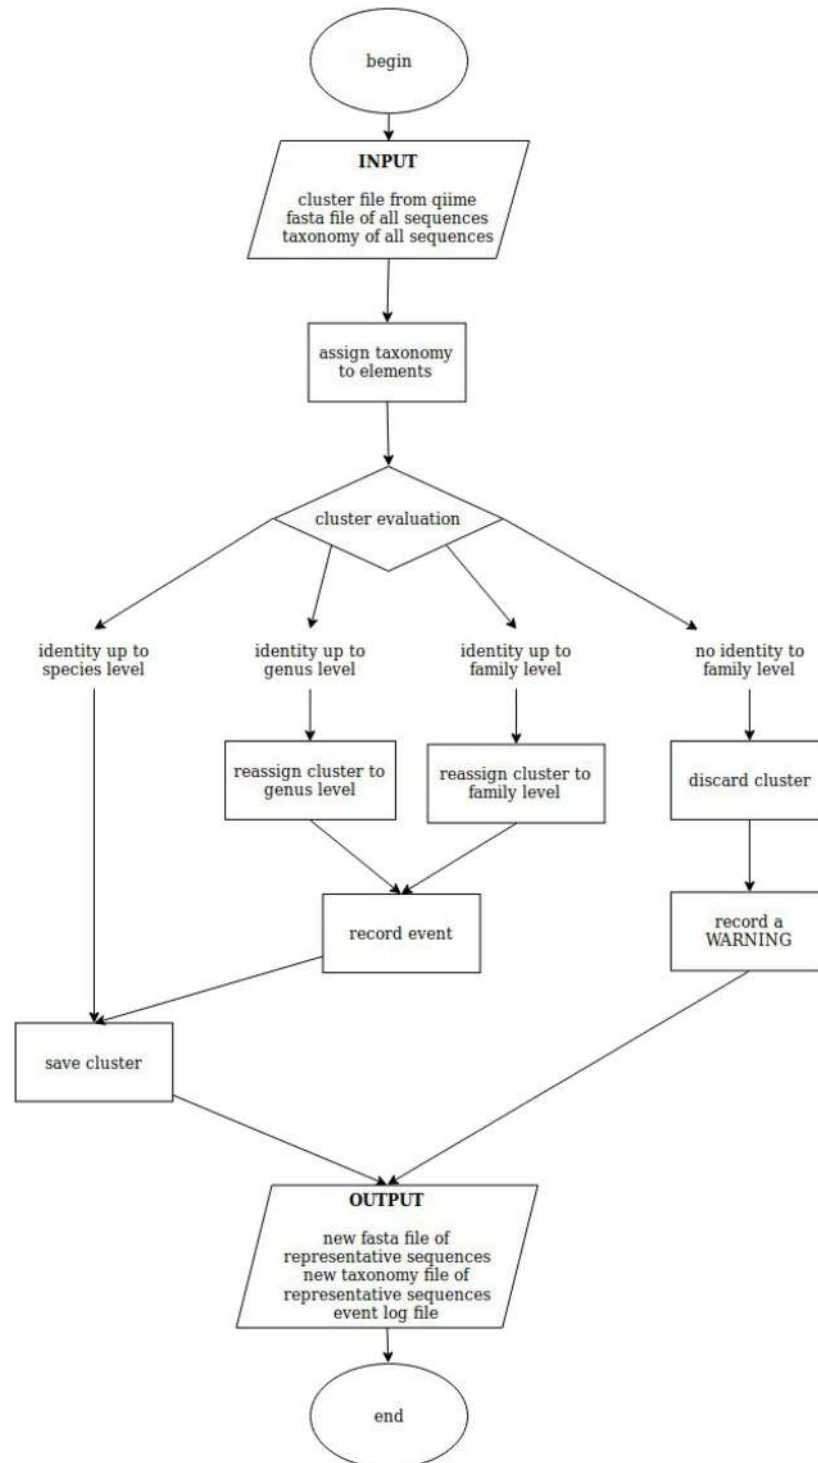 begin
INPUT
cluster file from qiime
fasta file of all sequences
taxonomy of all sequences
assign taxonomy
to elements
cluster evaluation
identity up to
species level
identity up to
genus level
identity up to
family level
no identity to
family level
reassign cluster to
genus level
reassign cluster to
family level
discard cluster
record event
record a
WARNING
save cluster
OUTPUT
new fasta file of
representative sequences
new taxonomy file of
representative sequences
event log file
end